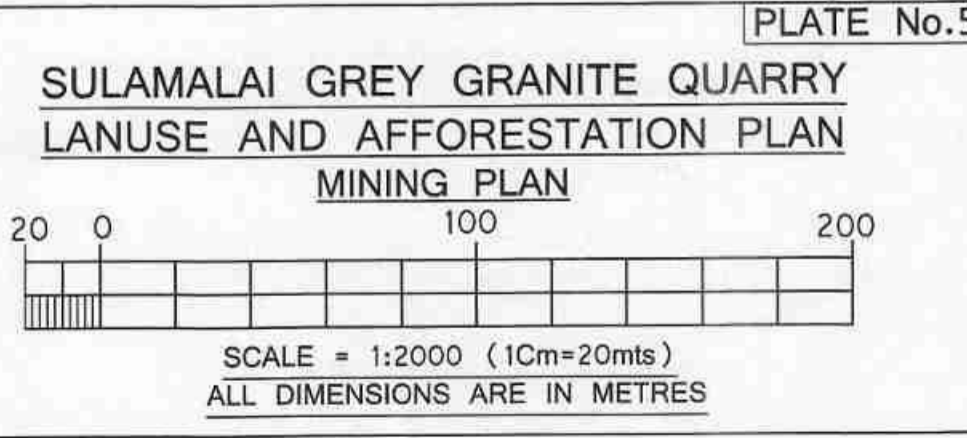 PLATE No.5
SULAMALAI GREY GRANITE QUARRY
LANUSE AND AFFORESTATION PLAN
MINING PLAN
20 0 100 200
SCALE = 1:2000 (1Cm=20mts)
ALL DIMENSIONS ARE IN METRES